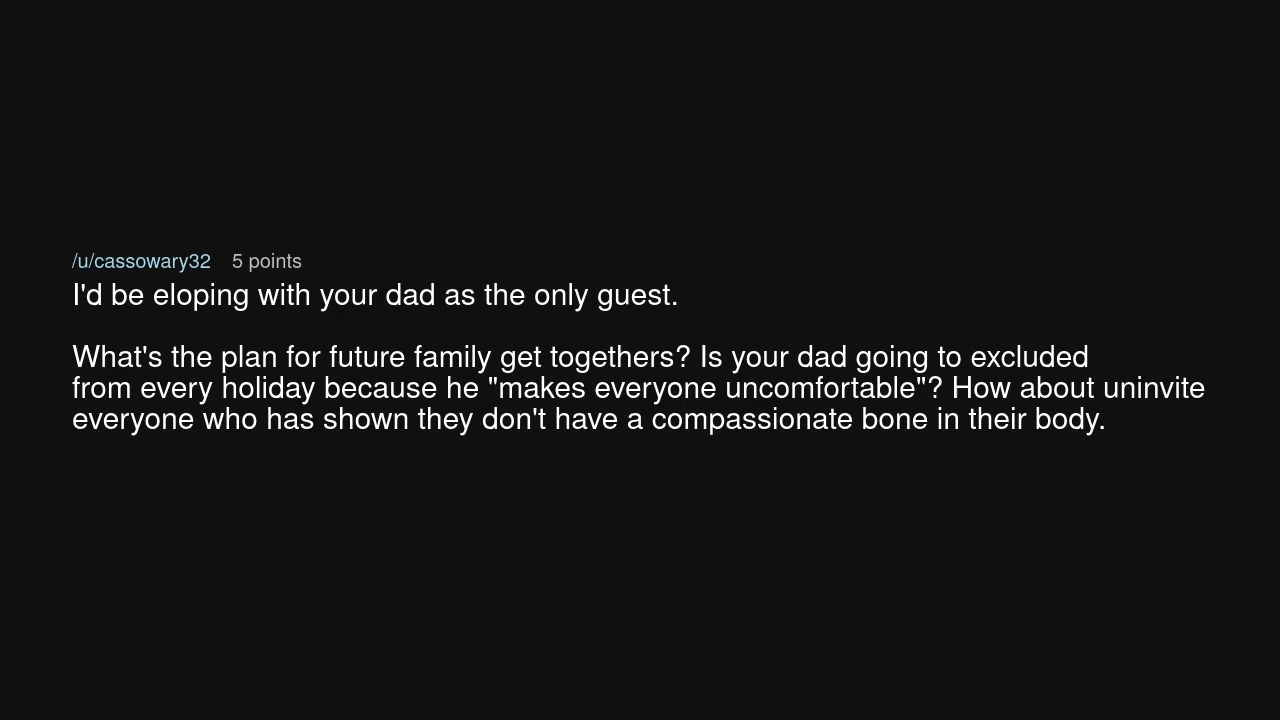 /u/cassowary32 5 points
I'd be eloping with your dad as the only guest.
What's the plan for future family get togethers? Is your dad going to excluded
from every holiday because he "makes everyone uncomfortable"? How about uninvite
everyone who has shown they don't have a compassionate bone in their body.